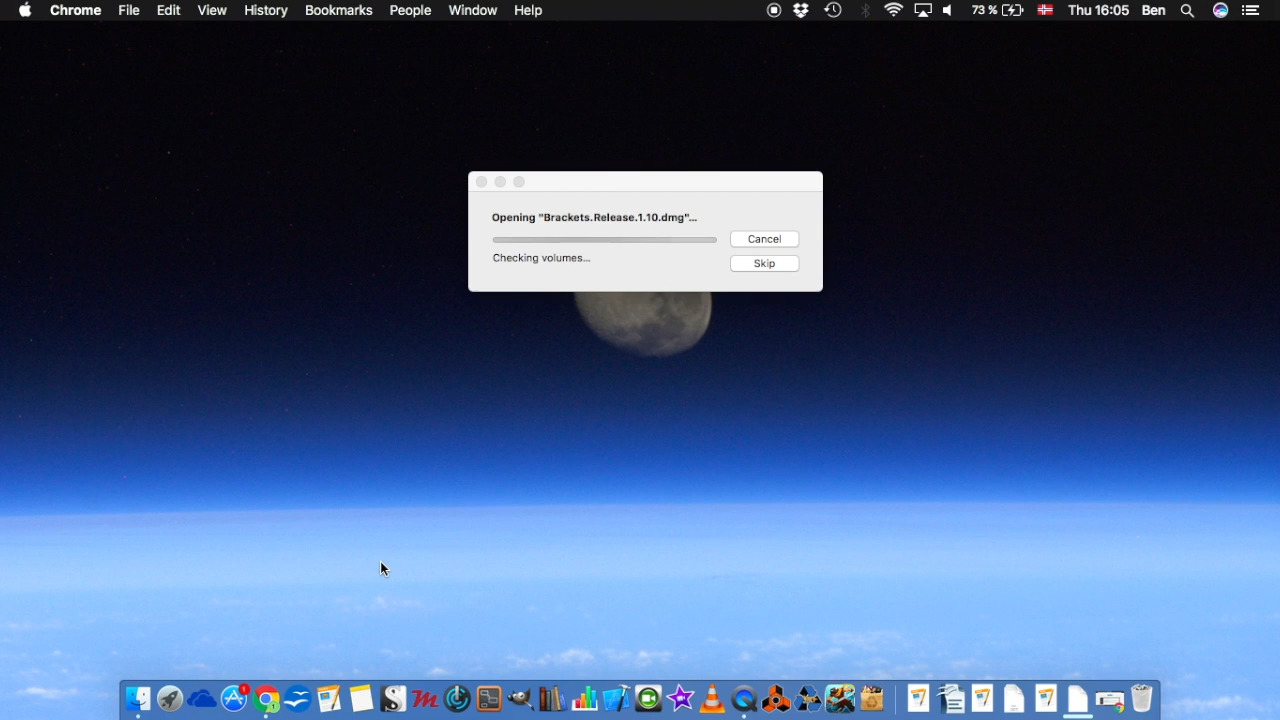 Chrome File Edit View History Bookmarks People Window Help 73 % Thu 16:05 Ben
Opening "Brackets.Release.1.10.dmg"...
Cancel
Checking volumes...
Skip
1